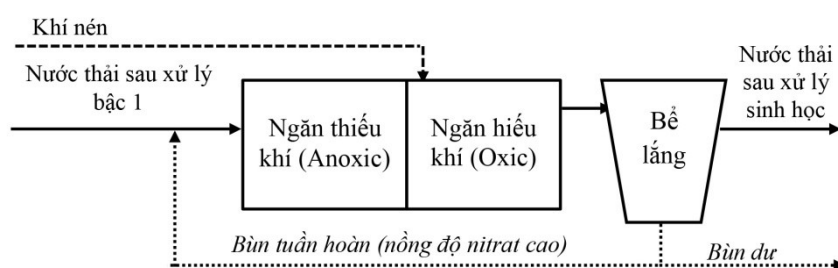 Khí nén
Nước thải sau xử lý
bậc 1
Ngăn thiếu
khí (Anoxic)
Ngăn hiếu
khí (Oxic)
Bể
lắng
Nước thải
sau xử lý
sinh học
Bùn tuần hoàn (nồng độ nitrat cao)
Bùn dư